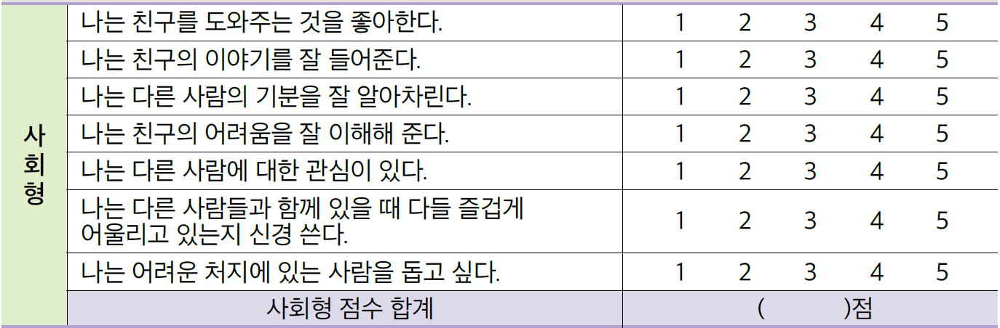 사회형
나는 친구를 도와주는 것을 좋아한다. 1 2 3 4 5
나는 친구의 이야기를 잘 들어준다. 1 2 3 4 5
나는 다른 사람의 기분을 잘 알아차린다. 1 2 3 4 5
나는 친구의 어려움을 잘 이해해 준다. 1 2 3 4 5
나는 다른 사람에 대한 관심이 있다. 1 2 3 4 5
나는 다른 사람들과 함께 있을 때 다들 즐겁게
어울리고 있는지 신경 쓴다. 1 2 3 4 5
나는 어려운 처지에 있는 사람을 돕고 싶다. 1 2 3 4 5
사회형 점수 합계 ( )점